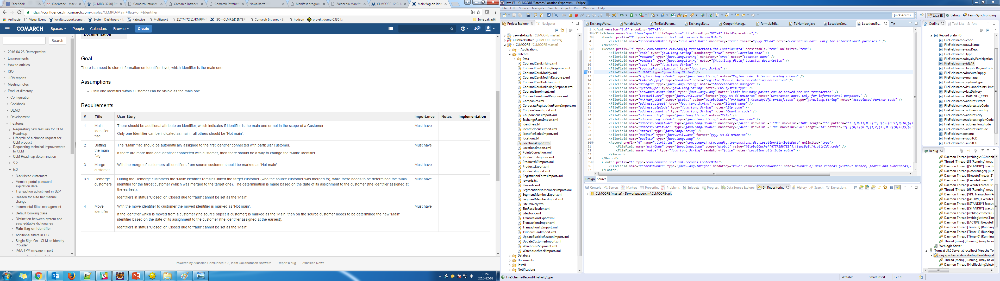 Facebook
Odebrane - macie
[CLMRD-3240] Pr
Comarch Intranet
Comarch Intranet
Comarch Intranet
Nowa karta
Manifest program
Założenia Manife
CLMCORE-12 CL
Main flag on Iden
https://confluence.clm.comarch.com/display/CLMRD/Main+flag+on+Identifier
Aplikacje
Visual Event
loyaltysupport.comar
System Dashboard - L
Katowice
Multisport
217.74.72.11/RMFFM
ISO - CLMR&D INTER
Comarch Intranet - St
hudson
projekt domu C330 La
Inne zakładki
COMARCH
Spaces
People
Calendars
Browse
Create
Search
2016-04-26 Retrospective
Envrironments
How-to articles
ISO
JIRA reports
Meeting notes
Product directory
Configuration
Cookbook
DEMO
Development
Features
Requesting new features for CLM
Roadmap
Lifecycle of a change request for
CLM product
Requesting technical improvements
to CLM
CLM Roadmap determination
5.2
5.3
Blacklisted customers
Member portal password
expiration date
Transaction adjustment in B2P
Reason for elite tier manual
change
Incremental Sites management
Default booking class
Distinction between system and
easy editable dictionaries
Main flag on Identifier
Additional filters in CC
Single Sign On - CLM as Identity
Provider
IATA TPM mileage import
Documentation
Goal
There is a need to store information on Identifier level, which Identifier is the main one.
Assumptions
Only one identifier within Customer can be visible as the main one.
Requirements
# Title User Story Importance Notes Implementation
1 Main identifier flag
There should be additional attribute on identifier, which indicates if identifier is the main one or not in the scope of a Customer.
Must have
Only one Identifier can be indicated as main - all others should be 'Not main'.
2 Setting the main flag
The "Main" flag should be automatically assigned to the first identifier connected with particular customer.
Must have
If there are more than one identifier connected with customer, then there should be a way to change the "Main" identifier.
3 Marge customer
With the merge of customers all identifiers from source customer should be marked as 'Not main'.
Must have
3.1 Demerge customers
During the Demerge customers the 'Main' identifier remains linked the target customer (who the source customer was merged to), while there needs to be determined the 'Main'
identifier for the target customer (which was merged to the target one). The determination is made based on the date of its assignment to the customer (the identifier assigned at
the earliest).
Must have
Identifiers in status 'Closed' or 'Closed due to fraud' cannot be set as the 'Main'
4 Move identifier
With the move identifier to customer the moved identifier is marked as 'Not main'.
Must have
If the identifier which is moved from a customer (the source object is customer) is marked as the 'Main, then on the source customer needs to be determined the new 'Main'
identifier based on the date of its assignment to the customer (the identifier assigned at the earliest).
Identifiers in status 'Closed' or 'Closed due to fraud' cannot be set as the 'Main'
Powered by Atlassian Confluence 5.7, Team Collaboration Software · Report a bug · Atlassian News
10:59
2016-12-01
Java EE - CLMCORE/Batches/LocationsExport.xml - Eclipse
File Edit Source Navigate Search Project Run Window Help
Quick Access
Java EE
Debug
Team Synchronizing
Project Explorer
Navigator
ca-web-taglib [CLMCORE master]
CLMBackOffice [CLMCORE master]
> CLMCORE [CLMCORE master]
> Applications
Batches
Data
CobrandCardLinking.xml
CobrandCardLinkingResponse.xml
CobrandCardModify.xml
CobrandCardModifyResponse.xml
CobrandCardUnlinking.xml
CobrandCardUnlinkingResponse.xml
CobrandEnrolment.xml
CobrandEnrolmentResponse.xml
Companies.xml
CorporateRegistrationFormsImport.xml
CouponSeriesExport.xml
CouponSeriesImport.xml
ExchangeRatesImport.xml
identifiers.txt
IdentifierSeriesExport.xml
IdentifierSeriesImport.xml
locations.txt
LocationsExport.xml
LocationsImport.xml
PointsCorrection.xml
ProductCategories.xml
ProductsBPImport.xml
ProductsExport.xml
ProductsImport.xml
RegistrationFormsImport.xml
rewards.txt
Rewards.xml
SegmentIdnNoMembersImport.xml
SegmentMembersExport.xml
SegmentMembersImport.xml
SiteDelivery.xml
SiteRecollection.xml
SiteStock.xml
TransactionsExport.xml
TransactionsImport.xml
TransactionTVImport.xml
TxBonusCardImport.xml
UpdateBlacklistReasonExport.xml
UpdateCustomerImport.xml
WarehouseShipment.xml
WarehouseStockImport.xml
Database
Documents
Install
Notifications
ExchangeValu...
Variable.java
TrnRuleParam...
ExchangeRat...
CouponManag...
formulaEdit...
ToNumber.java
LocationsIm...
LocationsEx...
1 <?xml version="1.0" encoding="UTF-8"?>
2 <FileSchema name="LocationsExport" fileType="csv" fileEncoding="UTF-8" fieldSeparator=";">
3 <Header prefix="H" type="com.comarch.jext.xml.records.HeaderData">
4 <FileField name="generationDate" type="java.util.Date" mandatory="true" format="yyyy-MM-dd" notes="Generation date. Only for informational purposes." />
5 </Header>
6 <Record prefix="D" type="com.comarch.clm.config.transactions.dto.LocationData" persistable="true" unlimited="true">
7 <FileField name="code" type="java.lang.String" mandatory="true" notes="Location code" />
8 <FileField name="rawName" type="java.lang.String" mandatory="true" notes="Location name" />
9 <FileField name="rawDesc" type="java.lang.String" notes="[Multilang field] Location description" />
10 <FileField name="type" type="java.lang.String" />
11 <FileField name="loyaltyParticipation" type="java.lang.String" />
12 <FileField name="idSAP" type="java.lang.String" />
13 <FileField name="logisticRegionCode" type="java.lang.String" notes="Region code. Internal naming schema" />
14 <FileField name="lmAutoSupply" type="boolean" notes="Logistic Module: Auto calculating deliveries" />
15 <FileField name="manager" type="java.lang.String" notes="Store/Location manager" />
16 <FileField name="systemType" type="java.lang.String" notes="POS system type" />
17 <FileField name="issuancePointsLimit" type="java.lang.Long" notes="Limit how many points can be issued per one transaction" />
18 <FileField name="lastDelivery" type="java.util.Date" format="yyyy-MM-dd HH:mm:ss" notes="Generation date. Only for informational purposes." />
19 <FileField name="PARTNER_CODE" scope="global" value="#GlobalCache['PARTNERS'].itemsById[D.prtId].code" type="java.lang.String" notes="Associated Partner code" />
20 <FileField name="address.street" type="java.lang.String" notes="Street name" />
21 <FileField name="address.zipCode" type="java.lang.String" notes="Zip code" />
22 <FileField name="address.country" type="java.lang.String" notes="Country code" />
23 <FileField name="address.city" type="java.lang.String" notes="City" />
24 <FileField name="address.regionCode" type="java.lang.String" notes="Region code" />
25 <FileField name="address.longitude" type="java.lang.Double" mandatory="false" minValue ="-180" maxValue="180" length="15" pattern="^[-]{0,1}[0-9]{1,3}(\.[0-9]{0,10}$|$
26 <FileField name="address.latitude" type="java.lang.Double" mandatory="false" minValue ="-90" maxValue="90" length="14" pattern="^[-]{0,1}[0-9]{1,2}(\.[0-9]{0,10}$|$)"
27 <FileField name="status" type="java.lang.String" />
28 <FileField name="auditCD" type="java.util.Date" format="yyyy-MM-dd HH:mm:ss"/>
29 <FileField name="auditCU" type="java.lang.Long" />
30 <Record prefix="A" name="attributes" type="com.comarch.clm.config.transactions.dto.LocationAttributeData" unlimited="true">
31 <FileField name="attrCode" type="java.lang.Long" scope="global" value="#GlobalCache['ATTRIBUTES'].itemsById[A.attrId].code" />
32 <FileField name="value" type="java.lang.String" mandatory="false" notes="Location attribute value" />
33 </Record>
34 </Record>
35 <Footer prefix="F" type="com.comarch.jext.xml.records.FooterData">
36 <FileField name="recordsNumber" type="java.lang.Integer" mandatory="true" value="#recordNumber" notes="Number of main records (without header, footer and subrecords).
37 </Footer>
Design Source
Console Servers Markers Properties Problems Snippets Progress Data Source Explorer Git Repositories History Search Expressions
CLMCORE [master] - D:\workspace\clm\CLMCORE\.git
Outline Task List Ant
Record prefix=D
FileField name=code
FileField name=rawName
FileField name=rawDesc
FileField name=type
FileField name=loyaltyParticipation
FileField name=idSAP
FileField name=logisticRegionCode
FileField name=lmAutoSupply
FileField name=manager
FileField name=systemType
FileField name=issuancePointsLimit
FileField name=lastDelivery
FileField name=PARTNER_CODE
FileField name=address.street
FileField name=address.zipCode
FileField name=address.country
FileField name=address.city
FileField name=address.regionCode
FileField name=address.longitude
FileField name=address.latitude
FileField name=status
FileField name=auditCD
FileField name=auditCU
Debug
Daemon Thread [weblogic.GCMonit
Thread [Thread-18] (Running) (may
Daemon Thread [[STANDBY] Execut
Daemon Thread [DoSManager] (Run
Daemon Thread [ExecuteThread: '2'
Daemon Thread [ExecuteThread: '1'
Daemon Thread [ExecuteThread: '0'
Thread [Thread-16] (Running) (may
Daemon Thread [VDE Transaction Pr
Daemon Thread [[ACTIVE] ExecuteTh
Daemon Thread [[STANDBY] Execute
Daemon Thread [[STANDBY] Execute
Daemon Thread [weblogic.timers.Ti
Daemon Thread [weblogic.time.Tim
Daemon Thread [[ACTIVE] ExecuteTh
Daemon Thread [Timer-2] (Running
Daemon Thread [Timer-1] (Running
Daemon Thread [Timer-0] (Running
Thread [main] (Running) (may be ou
Weblogic Server
Tomcat v8.0 Server at localhost [Apache To
org.apache.catalina.startup.Bootstrap at
Thread [main] (Running) (may be ou
Daemon Thread [NioBlockingSelecto
FileSchema/Record/FileField/type
Writable
Smart Insert
12 : 51